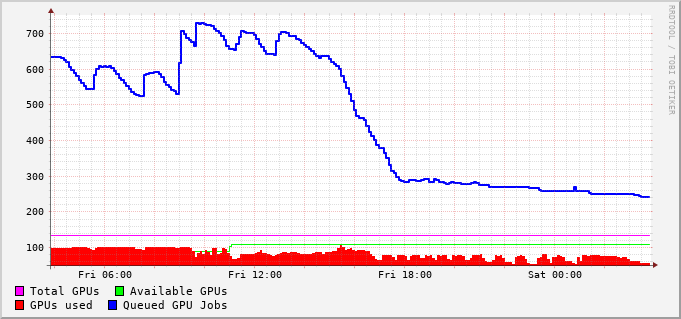 RRDTOOL / TOBI OETIKER
700
600
500
400
300
200
100
Fri 06:00 Fri 12:00 Fri 18:00 Sat 00:00
Total GPUs Available GPUs
GPUs used Queued GPU Jobs